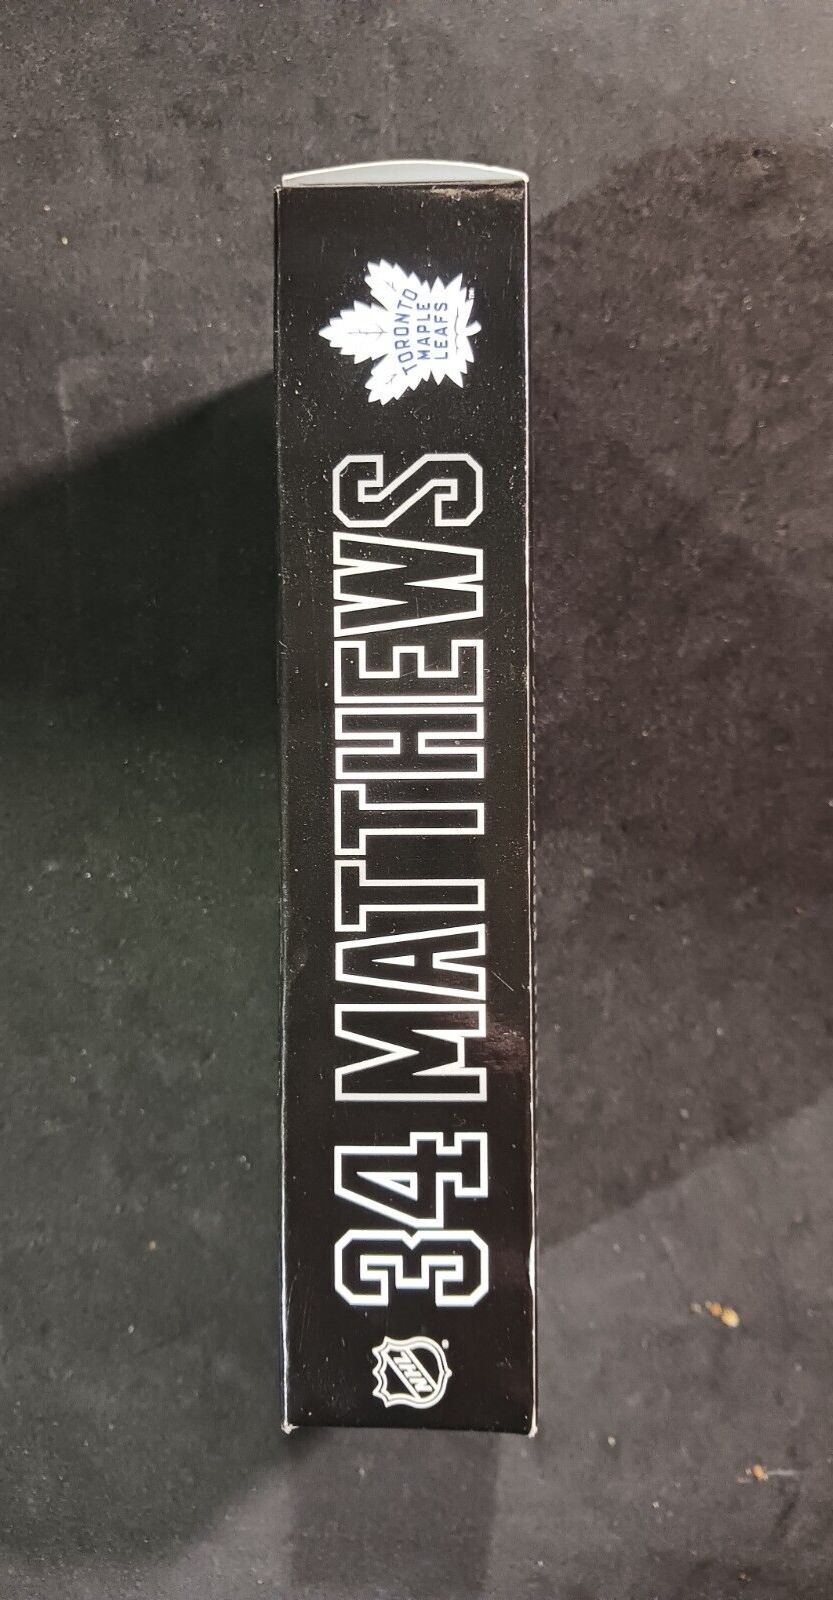 NHL
34 MATTHEWS
TORONTO
MAPLE
LEAFS